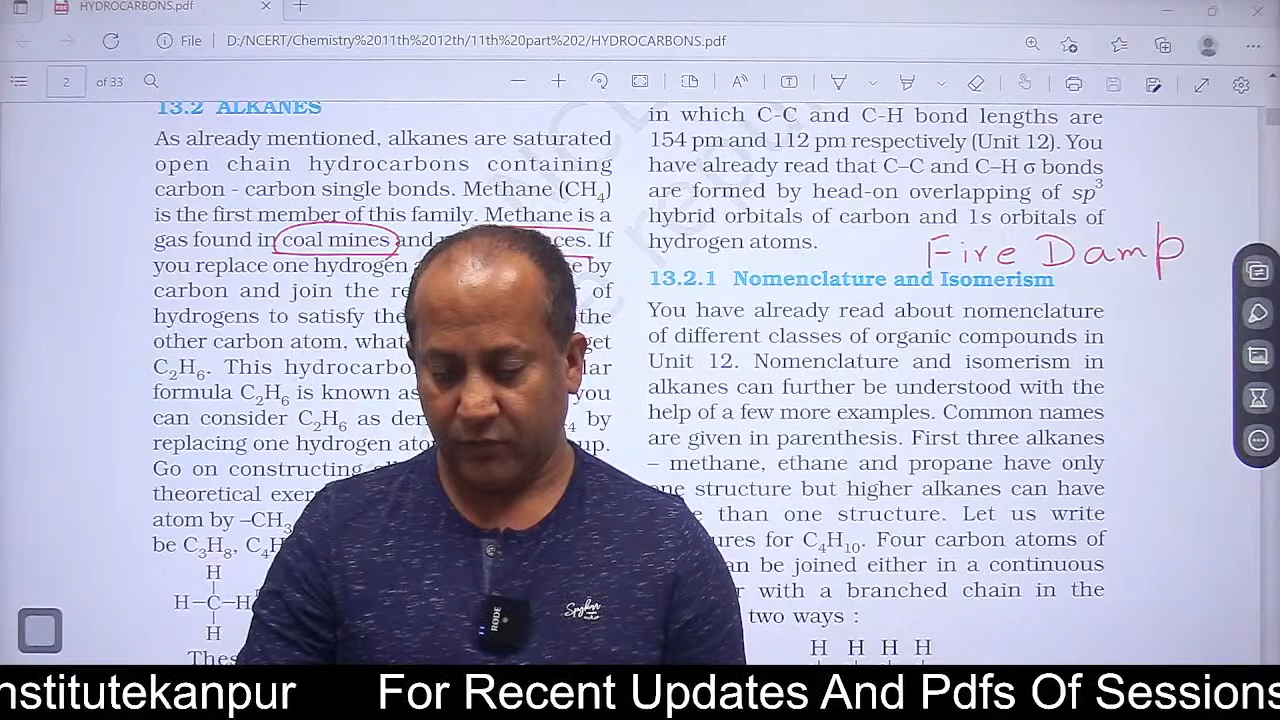 HYDROCARBONS.pdf
File | D:/NCERT/Chemistry%2011th%2012th/11th%20part%202/HYDROCARBONS.pdf
2 of 33
13.2 ALKANES
As already mentioned, alkanes are saturated
open chain hydrocarbons containing
carbon - carbon single bonds. Methane (CH₄)
is the first member of this family. Methane is a
gas found in coal mines and
If
you replace one hydrogen by
carbon and join the of
hydrogens to satisfy the the
other carbon atom, get
C₂H₆. This
formula C₂H₆ is known as you
can consider C₂H₆ as by
replacing one hydrogen
Go on constructing
theoretical
atom by –CH₃
be C₃H₈,
H
H–C–H
H
in which C-C and C-H bond lengths are
154 pm and 112 pm respectively (Unit 12). You
have already read that C–C and C–H σ bonds
are formed by head-on overlapping of sp³
hybrid orbitals of carbon and 1s orbitals of
hydrogen atoms.
Fire Damp
13.2.1 Nomenclature and Isomerism
You have already read about nomenclature
of different classes of organic compounds in
Unit 12. Nomenclature and isomerism in
alkanes can further be understood with the
help of a few more examples. Common names
are given in parenthesis. First three alkanes
– methane, ethane and propane have only
one structure but higher alkanes can have
than one structure. Let us write
for C₄H₁₀. Four carbon atoms of
be joined either in a continuous
with a branched chain in the
two ways :
H H H H
RODE
Spykar
nstitutekanpur For Recent Updates And Pdfs Of Sessions